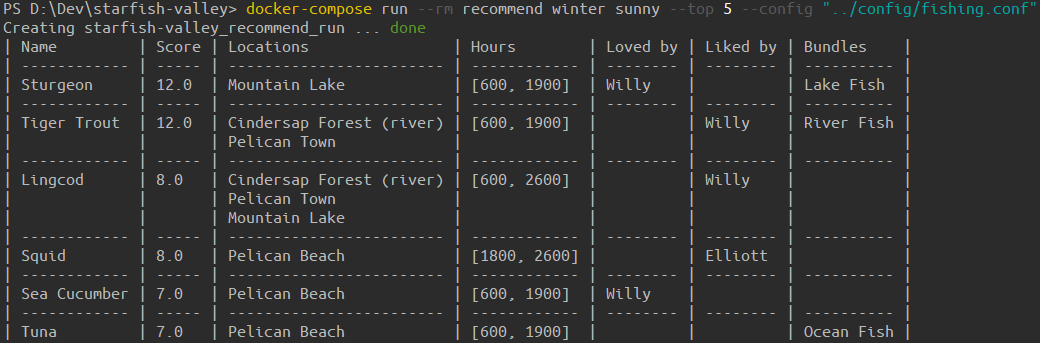 PS D:\Dev\starfish-valley> docker-compose run --rm recommend winter sunny --top 5 --config "../config/fishing.conf"
Creating starfish-valley_recommend_run ... done
| Name         | Score | Locations                | Hours        | Loved by | Liked by | Bundles    |
| ------------ | ----- | ------------------------ | ------------ | -------- | -------- | ---------- |
| Sturgeon     | 12.0  | Mountain Lake            | [600, 1900]  | Willy    |          | Lake Fish  |
| ------------ | ----- | ------------------------ | ------------ | -------- | -------- | ---------- |
| Tiger Trout  | 12.0  | Cindersap Forest (river) | [600, 1900]  |          | Willy    | River Fish |
|              |       | Pelican Town             |              |          |          |            |
| ------------ | ----- | ------------------------ | ------------ | -------- | -------- | ---------- |
| Lingcod      | 8.0   | Cindersap Forest (river) | [600, 2600]  |          | Willy    |            |
|              |       | Pelican Town             |              |          |          |            |
|              |       | Mountain Lake            |              |          |          |            |
| ------------ | ----- | ------------------------ | ------------ | -------- | -------- | ---------- |
| Squid        | 8.0   | Pelican Beach            | [1800, 2600] |          | Elliott  |            |
| ------------ | ----- | ------------------------ | ------------ | -------- | -------- | ---------- |
| Sea Cucumber | 7.0   | Pelican Beach            | [600, 1900]  | Willy    |          |            |
| ------------ | ----- | ------------------------ | ------------ | -------- | -------- | ---------- |
| Tuna         | 7.0   | Pelican Beach            | [600, 1900]  |          |          | Ocean Fish |